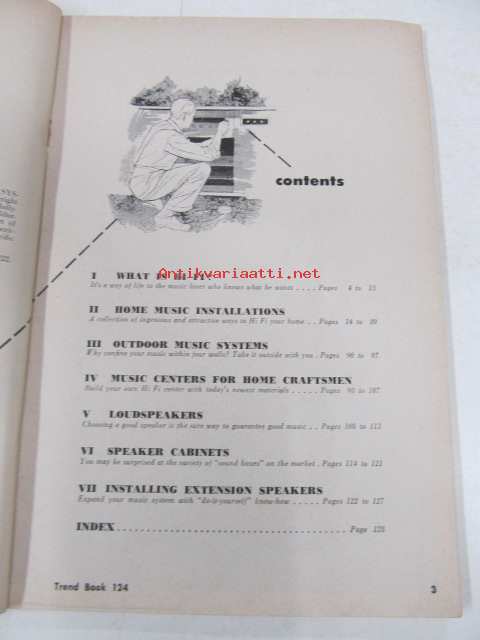 SYS-
contents
Antikvariaatti.net
I WHAT IS HI-FI?
It's a way of life to the music lover who knows what he wants .... Pages 4 to 13
II HOME MUSIC INSTALLATIONS
A collection of ingenious and attractive ways to Hi Fi your home .. Pages 14 to 89
III OUTDOOR MUSIC SYSTEMS
Why confine your music within four walls? Take it outside with you . Pages 90 to 97
IV MUSIC CENTERS FOR HOME CRAFTSMEN
Build your own Hi Fi center with today's newest materials ..... Pages 98 to 107
V LOUDSPEAKERS
Choosing a good speaker is the sure way to guarantee good music .. Pages 108 to 113
VI SPEAKER CABINETS
You may be surprised at the variety of "sound boxes" on the market . Pages 114 to 121
VII INSTALLING EXTENSION SPEAKERS
Expand your music system with "do-it-yourself" know-how ..... Pages 122 to 127
INDEX ....................................... Page 128
Trend Book 124
3